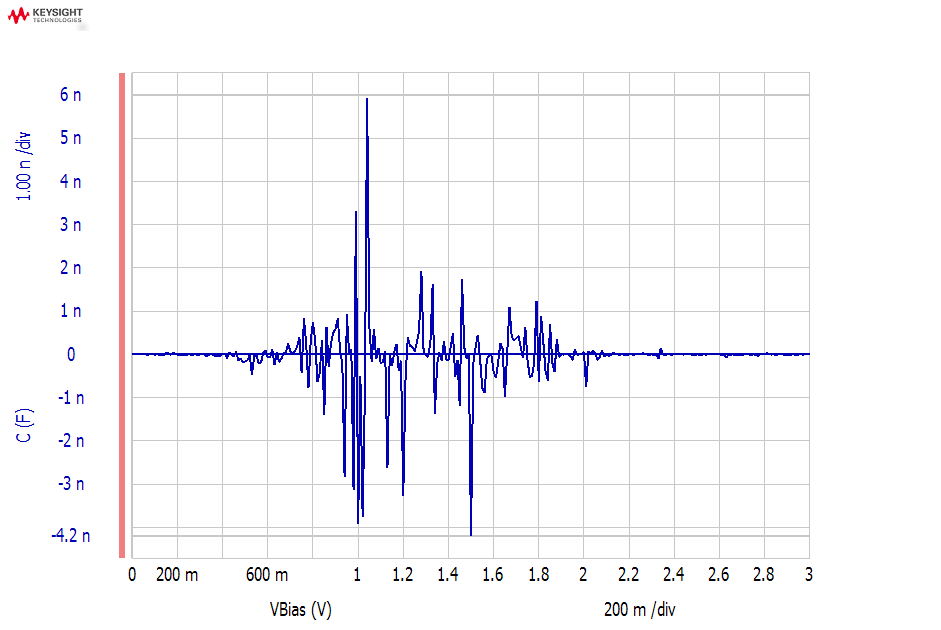 KEYSIGHT
TECHNOLOGIES
6 n
5 n
1.00 n /div
4 n
3 n
2 n
1 n
0
-1 n
C (F)
-2 n
-3 n
-4.2 n
0 200 m 600 m 1 1.2 1.4 1.6 1.8 2 2.2 2.4 2.6 2.8 3
VBias (V) 200 m /div